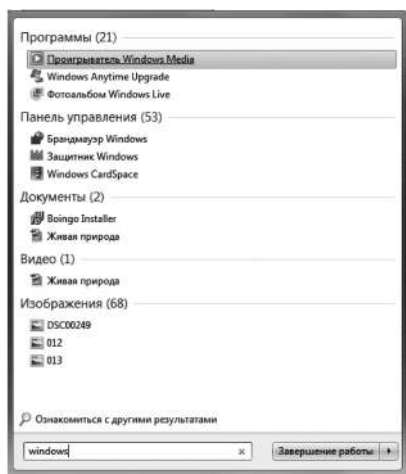 Программы (21)
Проигрыватель Windows Media
Windows Anytime Upgrade
Фотоальбом Windows Live
Панель управления (53)
Брандмауэр Windows
Защитник Windows
Windows CardSpace
Документы (2)
Boingo Installer
Живая природа
Видео (1)
Живая природа
Изображения (68)
DSC00249
012
013
Ознакомиться с другими результатами
windows
Завершение работы